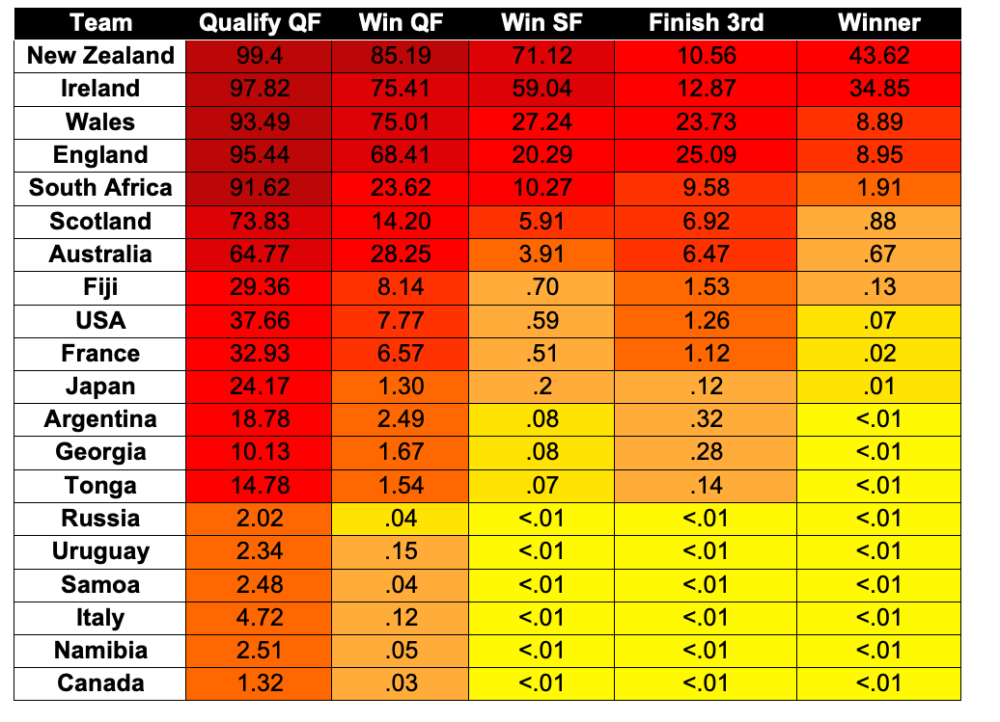 Team Qualify QF Win QF Win SF Finish 3rd Winner
New Zealand 99.4 85.19 71.12 10.56 43.62
Ireland 97.82 75.41 59.04 12.87 34.85
Wales 93.49 75.01 27.24 23.73 8.89
England 95.44 68.41 20.29 25.09 8.95
South Africa 91.62 23.62 10.27 9.58 1.91
Scotland 73.83 14.20 5.91 6.92 .88
Australia 64.77 28.25 3.91 6.47 .67
Fiji 29.36 8.14 .70 1.53 .13
USA 37.66 7.77 .59 1.26 .07
France 32.93 6.57 .51 1.12 .02
Japan 24.17 1.30 .2 .12 .01
Argentina 18.78 2.49 .08 .32 <.01
Georgia 10.13 1.67 .08 .28 <.01
Tonga 14.78 1.54 .07 .14 <.01
Russia 2.02 .04 <.01 <.01 <.01
Uruguay 2.34 .15 <.01 <.01 <.01
Samoa 2.48 .04 <.01 <.01 <.01
Italy 4.72 .12 <.01 <.01 <.01
Namibia 2.51 .05 <.01 <.01 <.01
Canada 1.32 .03 <.01 <.01 <.01